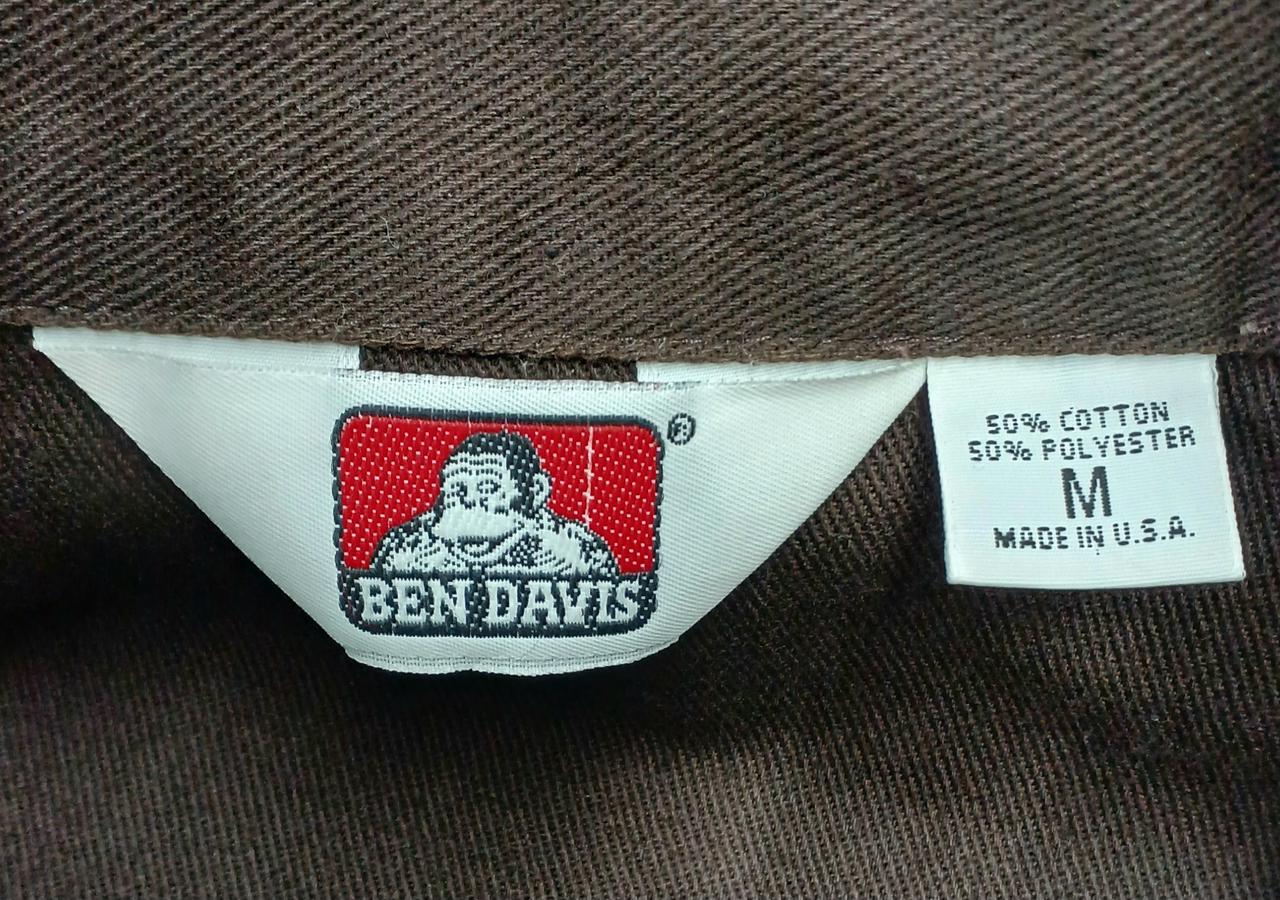 BEN DAVIS
®
50% COTTON
50% POLYESTER
M
MADE IN U.S.A.